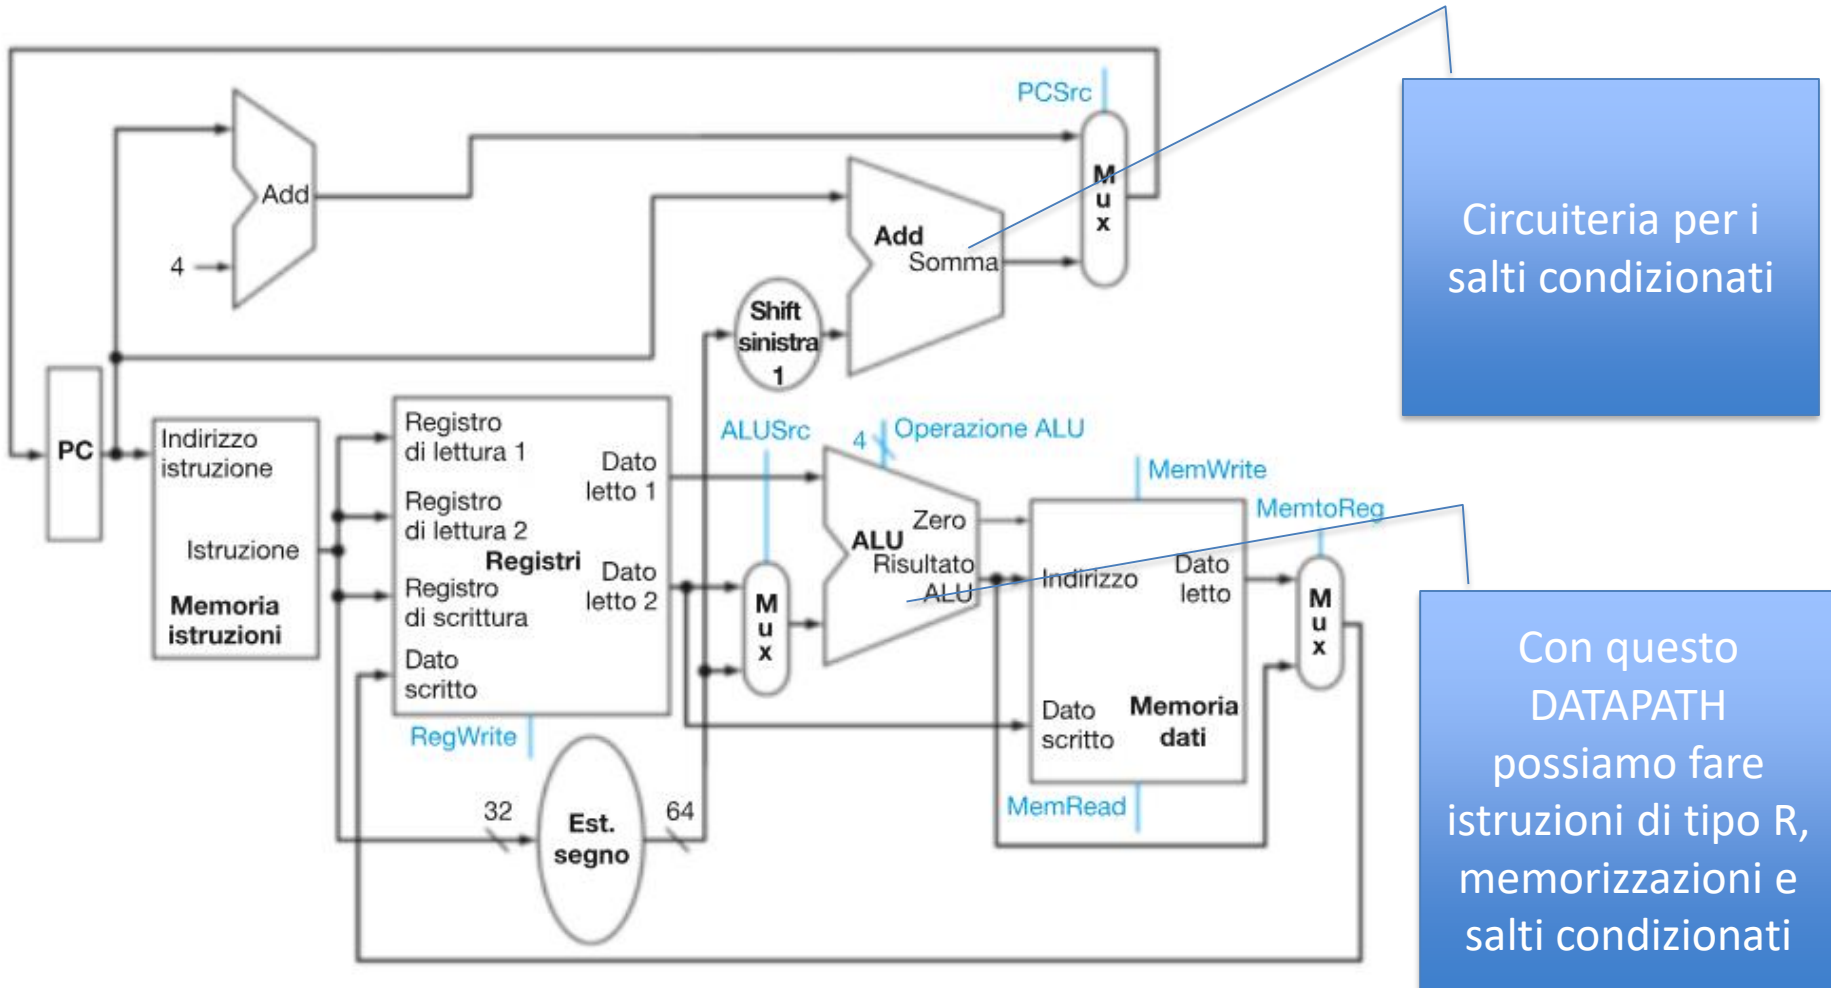 PCSrc
Add
4
Add
Somma
M
u
x
Shift
sinistra
1
Circuiteria per i
salti condizionati
PC
Indirizzo
istruzione
Istruzione
Memoria
istruzioni
Registro
di lettura 1
Registro
di lettura 2
Registri
Registro
di scrittura
Dato
scritto
Dato
letto 1
Dato
letto 2
RegWrite
ALUSrc
M
u
x
4
Operazione ALU
Zero
ALU
Risultato
ALU
MemWrite
MemtoReg
Indirizzo
Dato
letto
Dato
scritto
Memoria
dati
MemRead
M
u
x
32
Est.
segno
64
Con questo
DATAPATH
possiamo fare
istruzioni di tipo R,
memorizzazioni e
salti condizionati